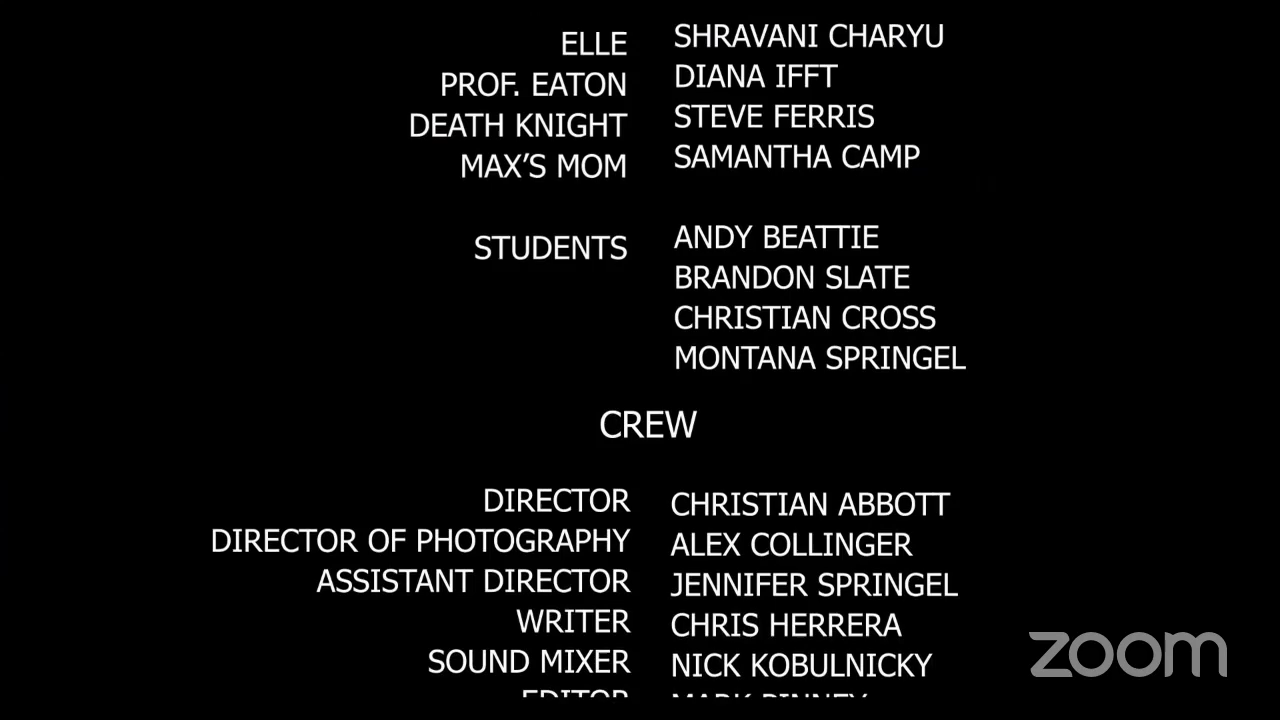 ELLE SHRAVANI CHARYU
PROF. EATON DIANA IFFT
DEATH KNIGHT STEVE FERRIS
MAX'S MOM SAMANTHA CAMP
STUDENTS ANDY BEATTIE
BRANDON SLATE
CHRISTIAN CROSS
MONTANA SPRINGEL
CREW
DIRECTOR CHRISTIAN ABBOTT
DIRECTOR OF PHOTOGRAPHY ALEX COLLINGER
ASSISTANT DIRECTOR JENNIFER SPRINGEL
WRITER CHRIS HERRERA
SOUND MIXER NICK KOBULNICKY
EDITOR MARK
zoom